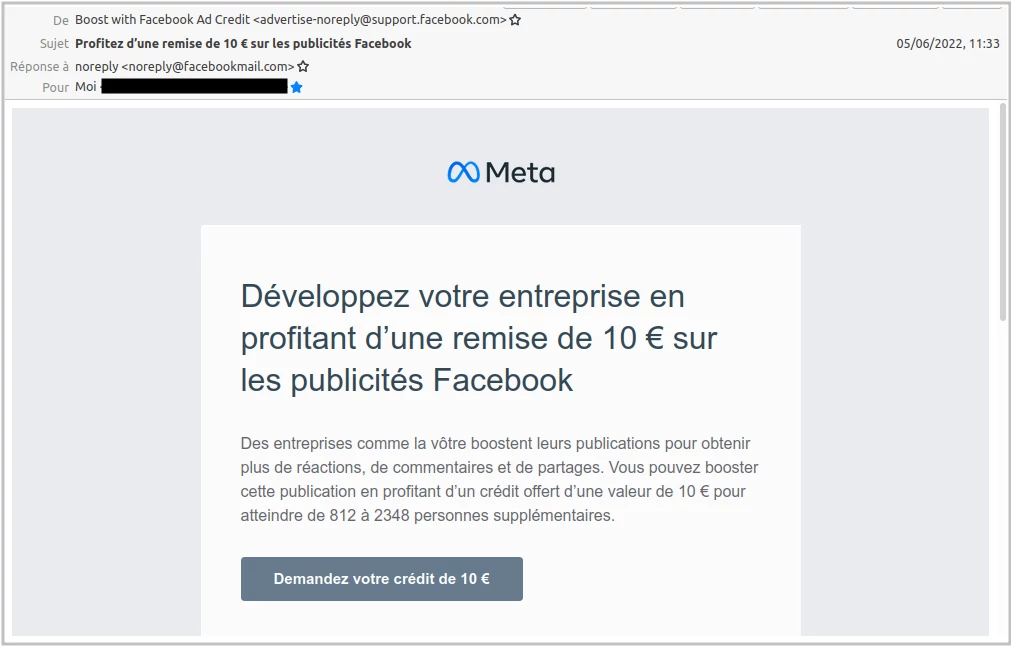 De Boost with Facebook Ad Credit <advertise-noreply@support.facebook.com>
Sujet Profitez d’une remise de 10 € sur les publicités Facebook 05/06/2022, 11:33
Réponse à noreply <noreply@facebookmail.com>
Pour Moi
Meta
Développez votre entreprise en
profitant d’une remise de 10 € sur
les publicités Facebook
Des entreprises comme la vôtre boostent leurs publications pour obtenir
plus de réactions, de commentaires et de partages. Vous pouvez booster
cette publication en profitant d’un crédit offert d’une valeur de 10 € pour
atteindre de 812 à 2348 personnes supplémentaires.
Demandez votre crédit de 10 €